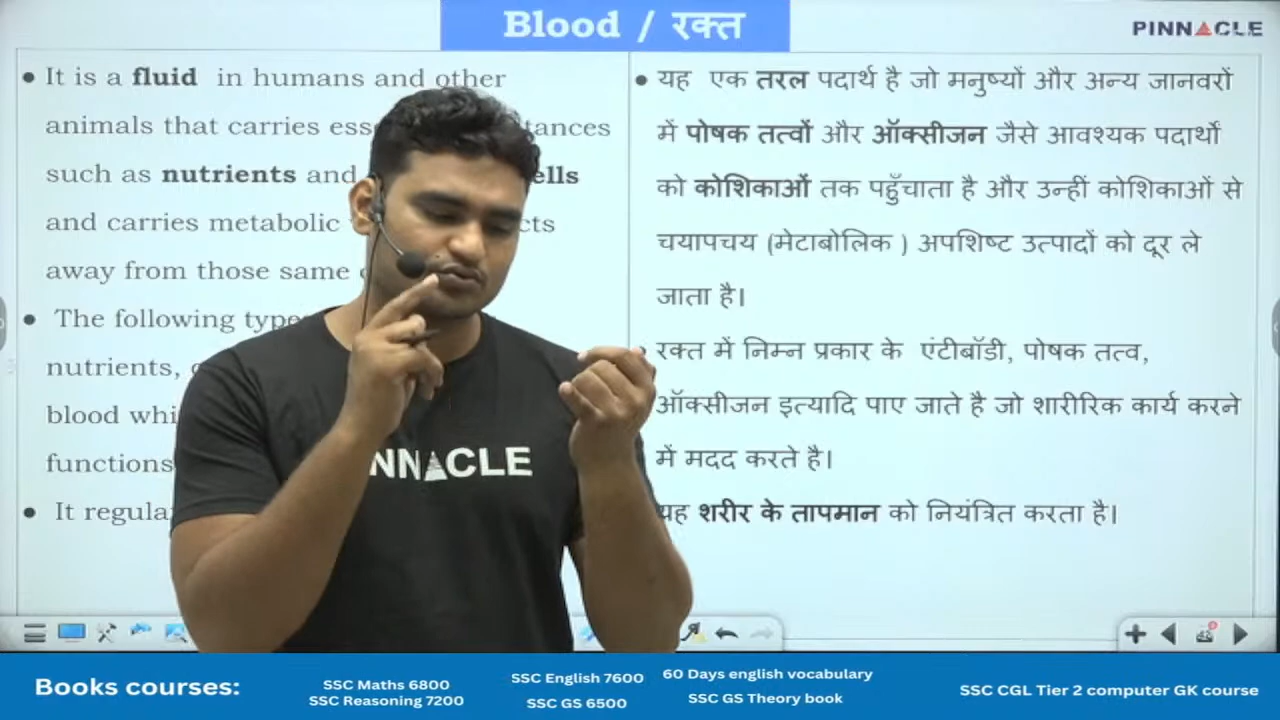 Blood / रक्त
PINNACLE
● It is a fluid in humans and other
animals that carries
such as nutrients and
and carries metabolic
away from those same
● The following
nutrients,
blood
functions
● It
● यह एक तरल पदार्थ है जो मनुष्यों और अन्य जानवरों
में पोषक तत्वों और ऑक्सीजन जैसे आवश्यक पदार्थों
को कोशिकाओं तक पहुँचाता है और उन्हीं कोशिकाओं से
चयापचय (मेटाबोलिक ) अपशिष्ट उत्पादों को दूर ले
जाता है।
रक्त में निम्न प्रकार के एंटीबॉडी, पोषक तत्व,
ऑक्सीजन इत्यादि पाए जाते है जो शारीरिक कार्य करने
में मदद करते है।
यह शरीर के तापमान को नियंत्रित करता है।
PINNACLE
Books courses:
SSC Maths 6800
SSC Reasoning 7200
SSC English 7600
SSC GS 6500
60 Days english vocabulary
SSC GS Theory book
SSC CGL Tier 2 computer GK course